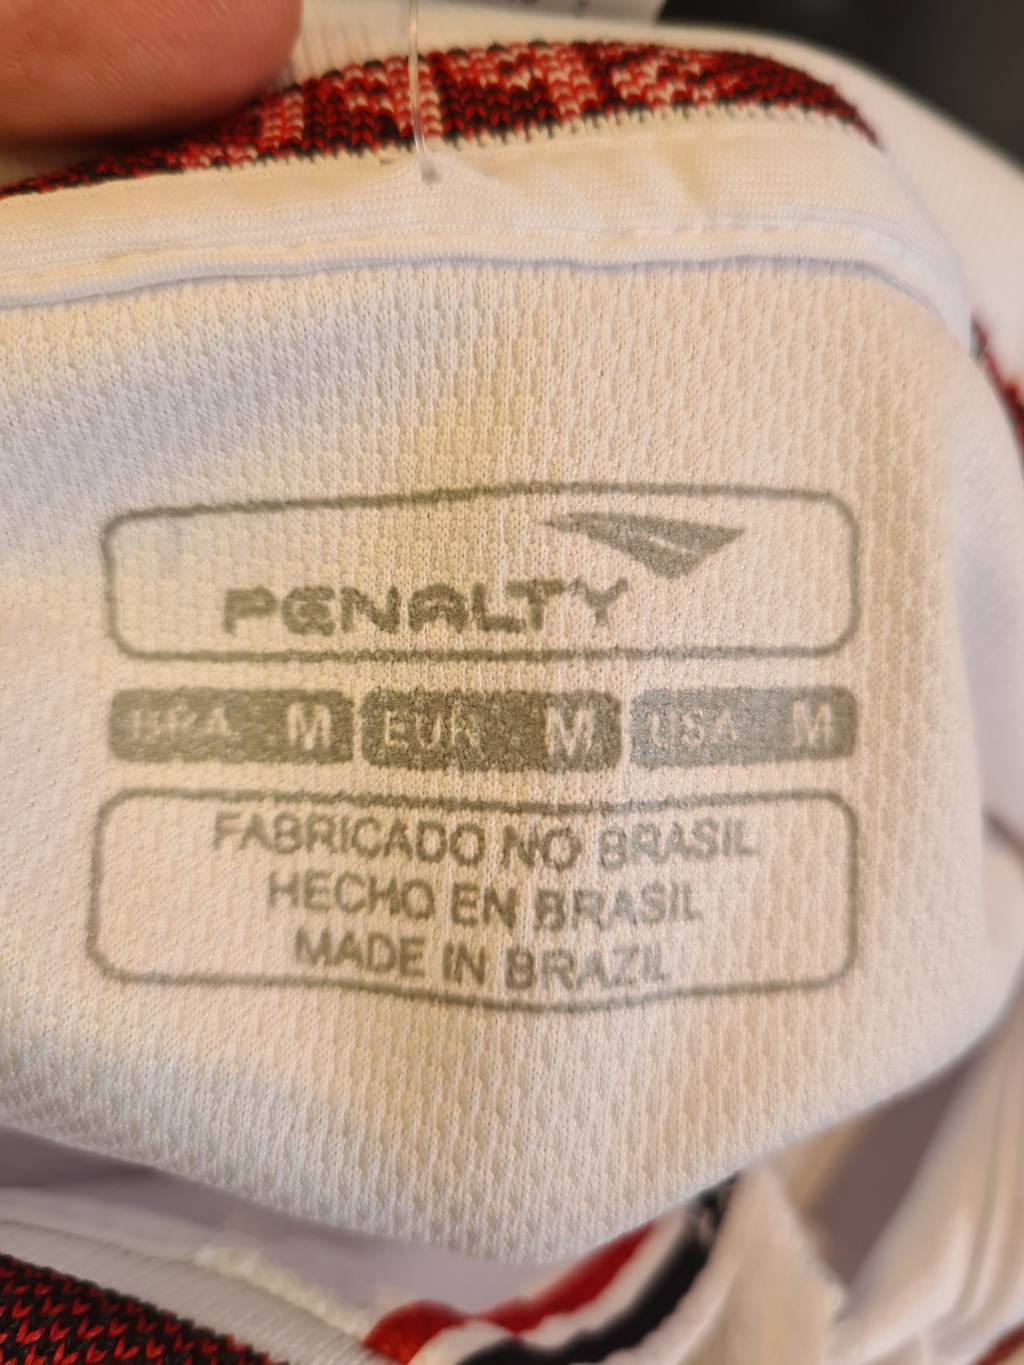 PENALTY
BRA M EUR M USA M
FABRICADO NO BRASIL
HECHO EN BRASIL
MADE IN BRAZIL